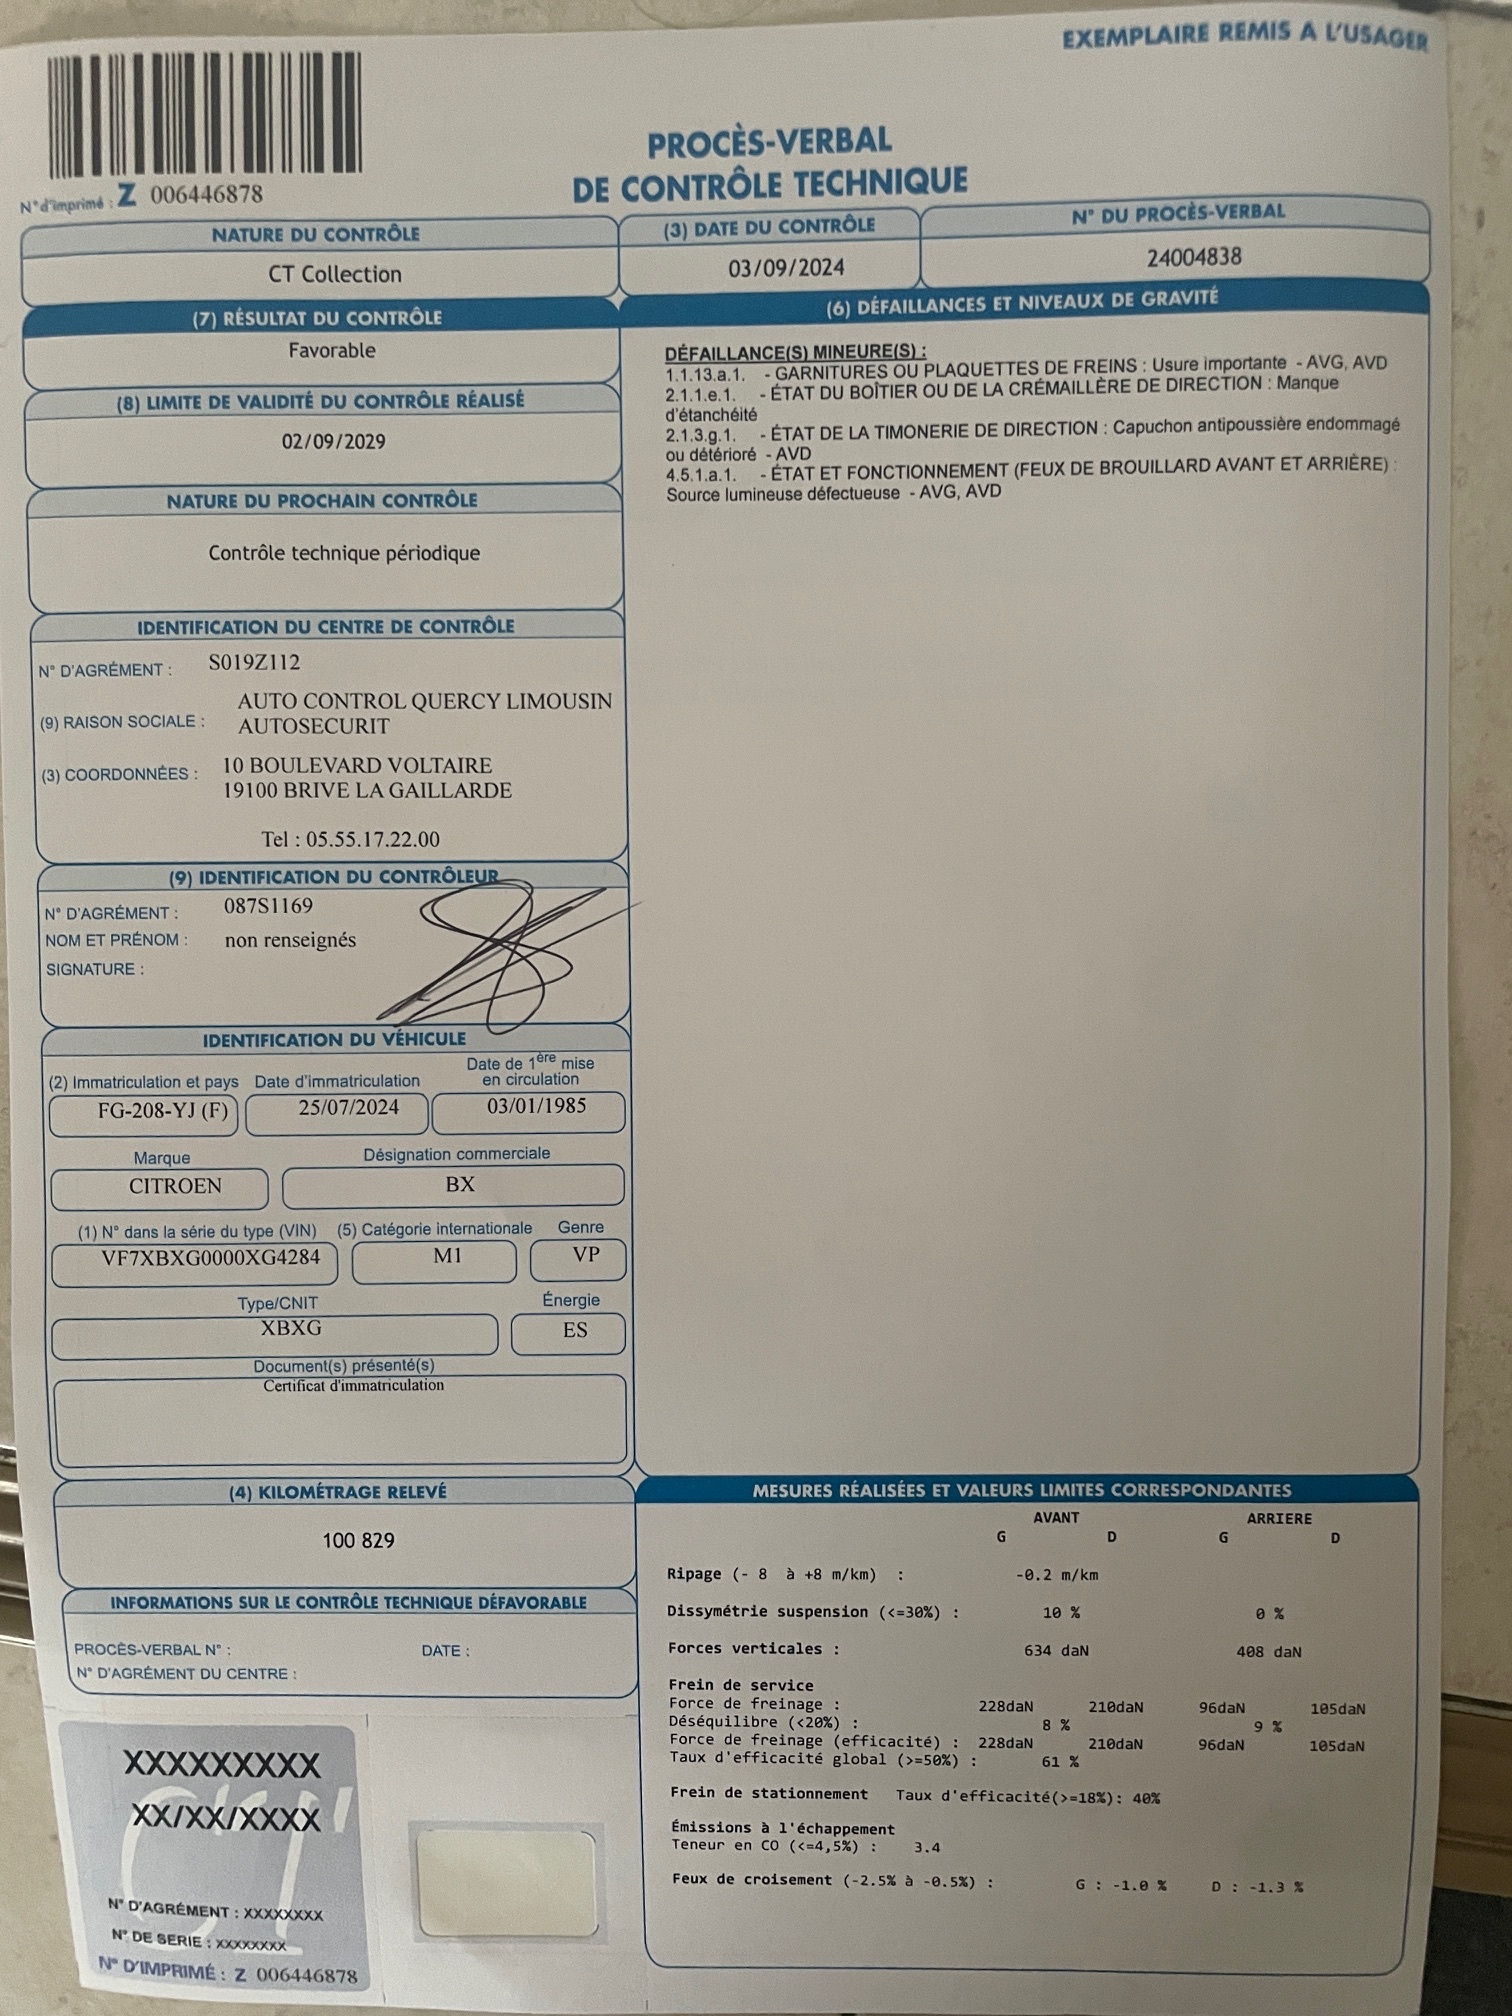 EXEMPLAIRE REMIS A L'USAGER
PROCÈS-VERBAL
DE CONTRÔLE TECHNIQUE
N° d'imprimé : Z 006446878
NATURE DU CONTRÔLE
CT Collection
(3) DATE DU CONTRÔLE
03/09/2024
N° DU PROCÈS-VERBAL
24004838
(7) RÉSULTAT DU CONTRÔLE
Favorable
(8) LIMITE DE VALIDITÉ DU CONTRÔLE RÉALISÉ
02/09/2029
NATURE DU PROCHAIN CONTRÔLE
Contrôle technique périodique
IDENTIFICATION DU CENTRE DE CONTRÔLE
N° D'AGRÉMENT : S019Z112
(9) RAISON SOCIALE : AUTO CONTROL QUERCY LIMOUSIN
AUTOSECURIT
(3) COORDONNÉES : 10 BOULEVARD VOLTAIRE
19100 BRIVE LA GAILLARDE
Tel : 05.55.17.22.00
(9) IDENTIFICATION DU CONTRÔLEUR
N° D'AGRÉMENT : 087S1169
NOM ET PRÉNOM : non renseignés
SIGNATURE :
IDENTIFICATION DU VÉHICULE
(2) Immatriculation et pays
FG-208-YJ (F)
Date d'immatriculation
25/07/2024
Date de 1ère mise
en circulation
03/01/1985
Marque
CITROEN
Désignation commerciale
BX
(1) N° dans la série du type (VIN)
VF7XBXG0000XG4284
(5) Catégorie internationale
M1
Genre
VP
Type/CNIT
XBXG
Énergie
ES
Document(s) présenté(s)
Certificat d'immatriculation
(4) KILOMÉTRAGE RELEVÉ
100 829
INFORMATIONS SUR LE CONTRÔLE TECHNIQUE DÉFAVORABLE
PROCÈS-VERBAL N° : DATE :
N° D'AGRÉMENT DU CENTRE :
XXXXXXXXX
XX/XX/XXXX
CT
N° D'AGRÉMENT : XXXXXXXX
N° DE SERIE : XXXXXXXX
N° D'IMPRIMÉ : Z 006446878
(6) DÉFAILLANCES ET NIVEAUX DE GRAVITÉ
DÉFAILLANCE(S) MINEURE(S) :
1.1.13.a.1. - GARNITURES OU PLAQUETTES DE FREINS : Usure importante - AVG, AVD
2.1.1.e.1. - ÉTAT DU BOÎTIER OU DE LA CRÉMAILLÈRE DE DIRECTION : Manque
d'étanchéité
2.1.3.g.1. - ÉTAT DE LA TIMONERIE DE DIRECTION : Capuchon antipoussière endommagé
ou détérioré - AVD
4.5.1.a.1. - ÉTAT ET FONCTIONNEMENT (FEUX DE BROUILLARD AVANT ET ARRIÈRE) :
Source lumineuse défectueuse - AVG, AVD
MESURES RÉALISÉES ET VALEURS LIMITES CORRESPONDANTES
AVANT ARRIERE
G D G D
Ripage (- 8 à +8 m/km) : -0.2 m/km
Dissymétrie suspension (<=30%) : 10 % 0 %
Forces verticales : 634 daN 408 daN
Frein de service
Force de freinage : 228daN 210daN 96daN 105daN
Déséquilibre (<20%) : 8 % 9 %
Force de freinage (efficacité) : 228daN 210daN 96daN 105daN
Taux d'efficacité global (>=50%) : 61 %
Frein de stationnement Taux d'efficacité(>=18%): 40%
Émissions à l'échappement
Teneur en CO (<=4,5%) : 3.4
Feux de croisement (-2.5% à -0.5%) : G : -1.0 % D : -1.3 %